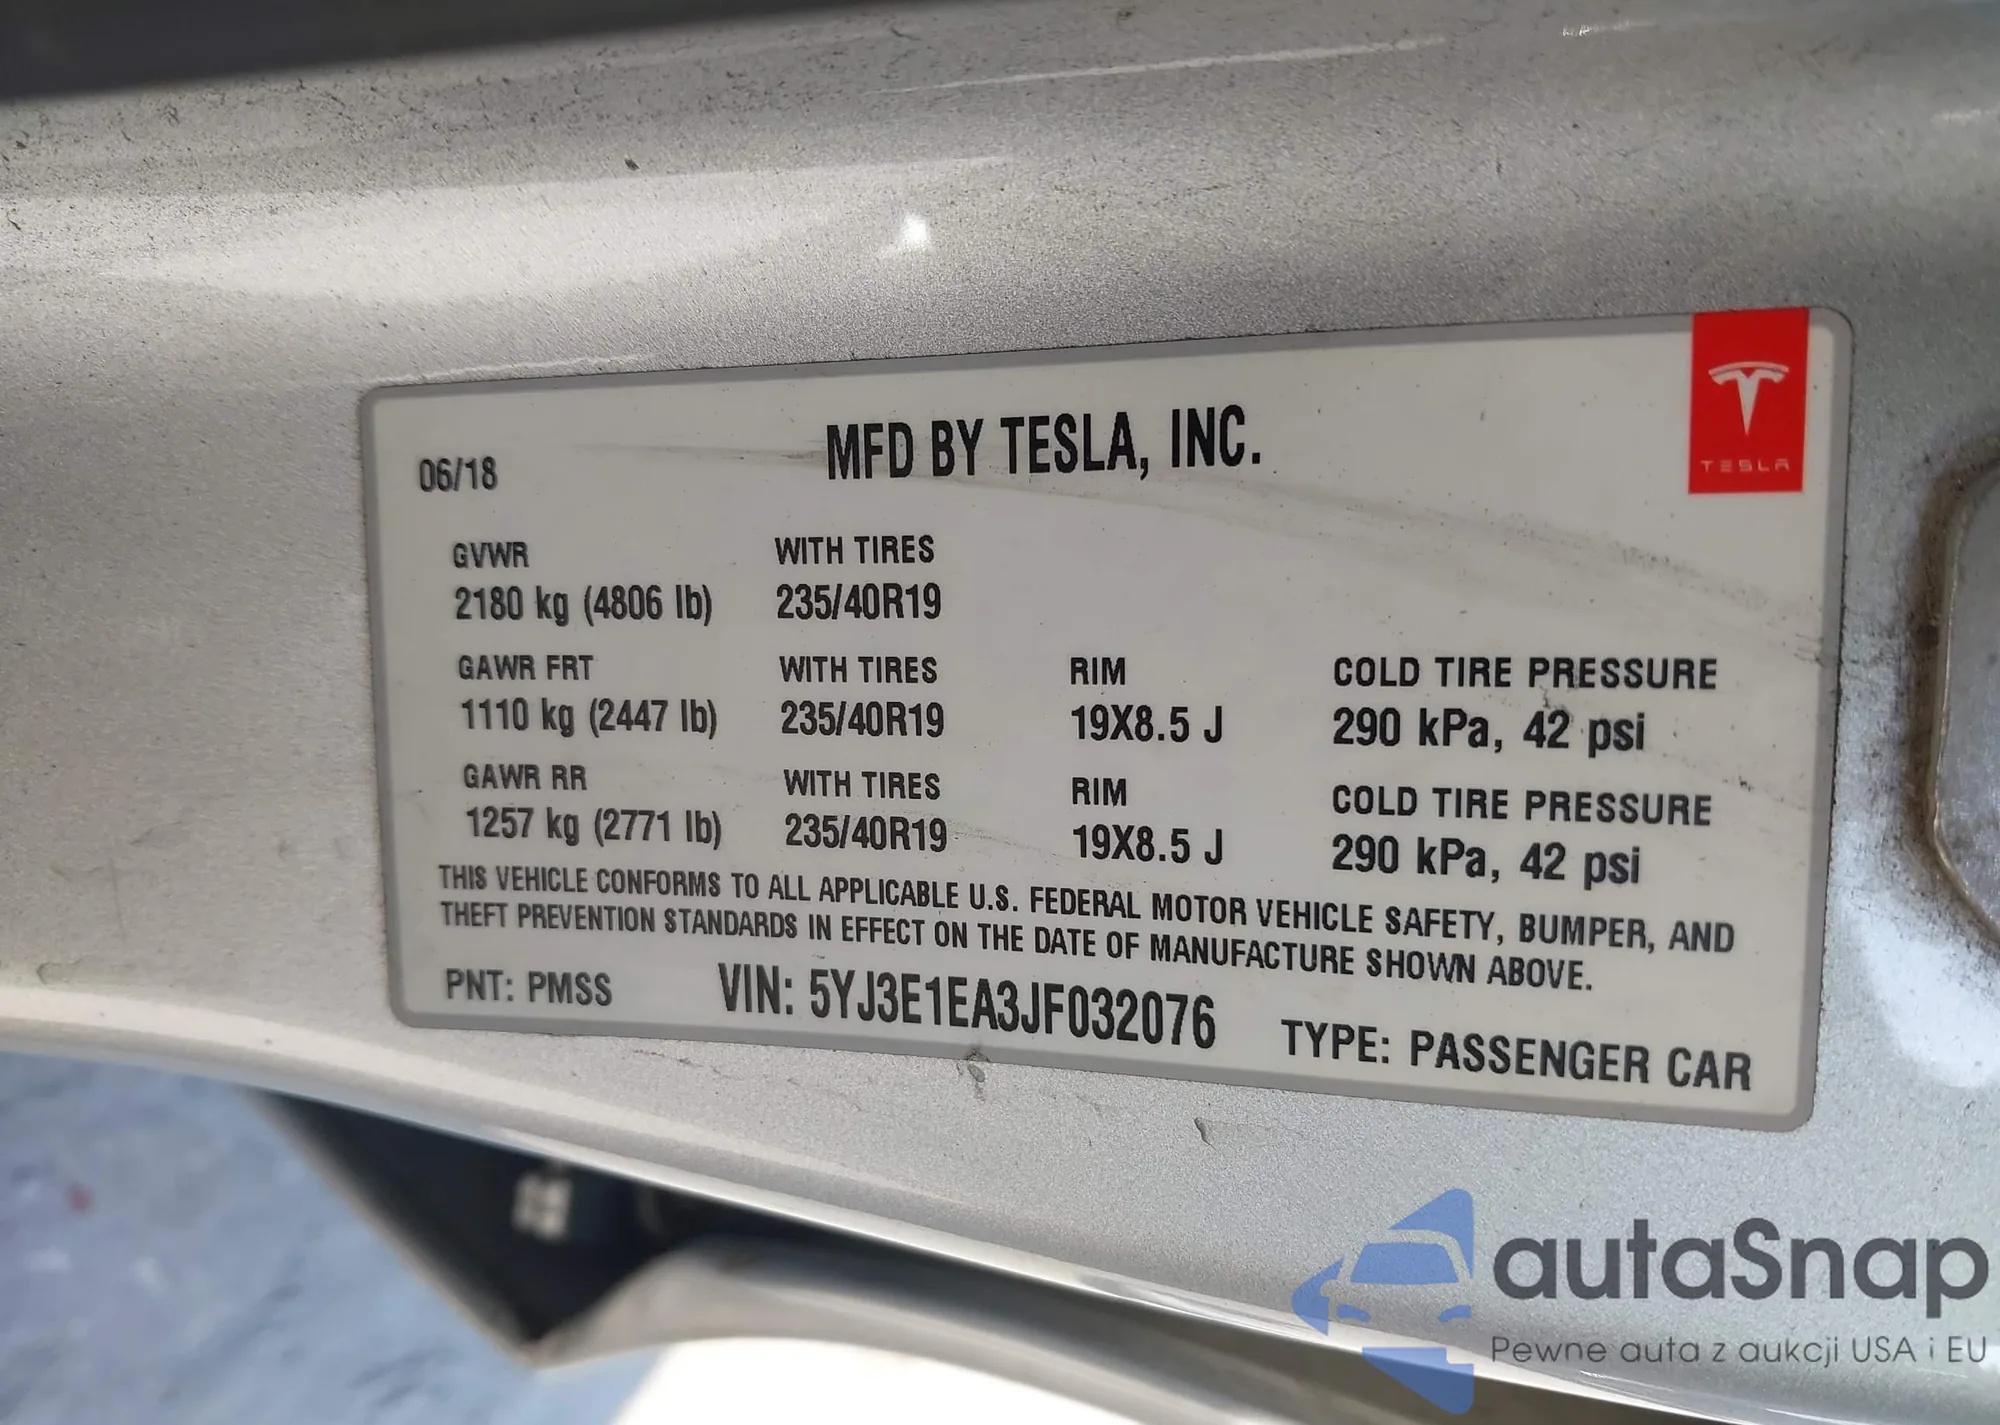 TESLA
MFD BY TESLA, INC.
06/18
GVWR WITH TIRES
2180 kg (4806 lb) 235/40R19
GAWR FRT WITH TIRES RIM COLD TIRE PRESSURE
1110 kg (2447 lb) 235/40R19 19X8.5 J 290 kPa, 42 psi
GAWR RR WITH TIRES RIM COLD TIRE PRESSURE
1257 kg (2771 lb) 235/40R19 19X8.5 J 290 kPa, 42 psi
THIS VEHICLE CONFORMS TO ALL APPLICABLE U.S. FEDERAL MOTOR VEHICLE SAFETY, BUMPER, AND
THEFT PREVENTION STANDARDS IN EFFECT ON THE DATE OF MANUFACTURE SHOWN ABOVE.
PNT: PMSS VIN: 5YJ3E1EA3JF032076 TYPE: PASSENGER CAR
autaSnap
Pewne auta z aukcji USA i EU